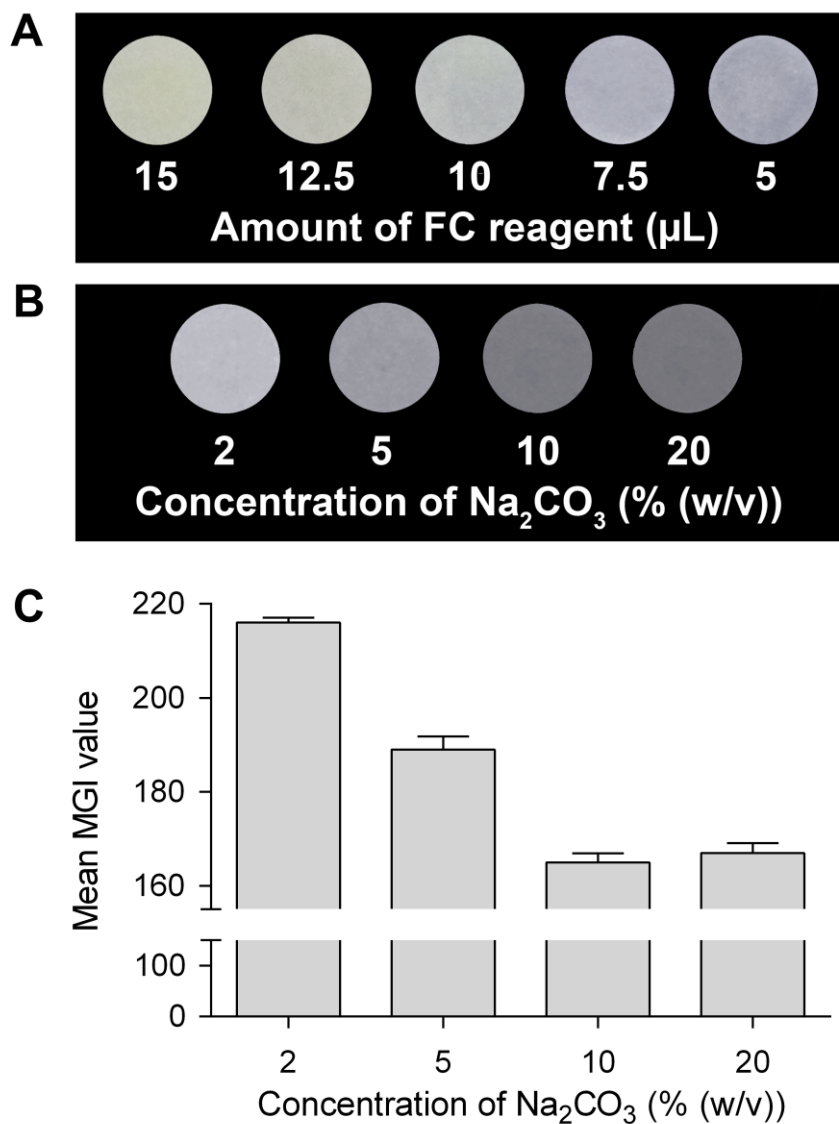 A
15 12.5 10 7.5 5
Amount of FC reagent (µL)
B
2 5 10 20
Concentration of Na₂CO₃ (% (w/v))
C
220
200
180
160
100
0
Mean MGI value
2 5 10 20
Concentration of Na₂CO₃ (% (w/v))